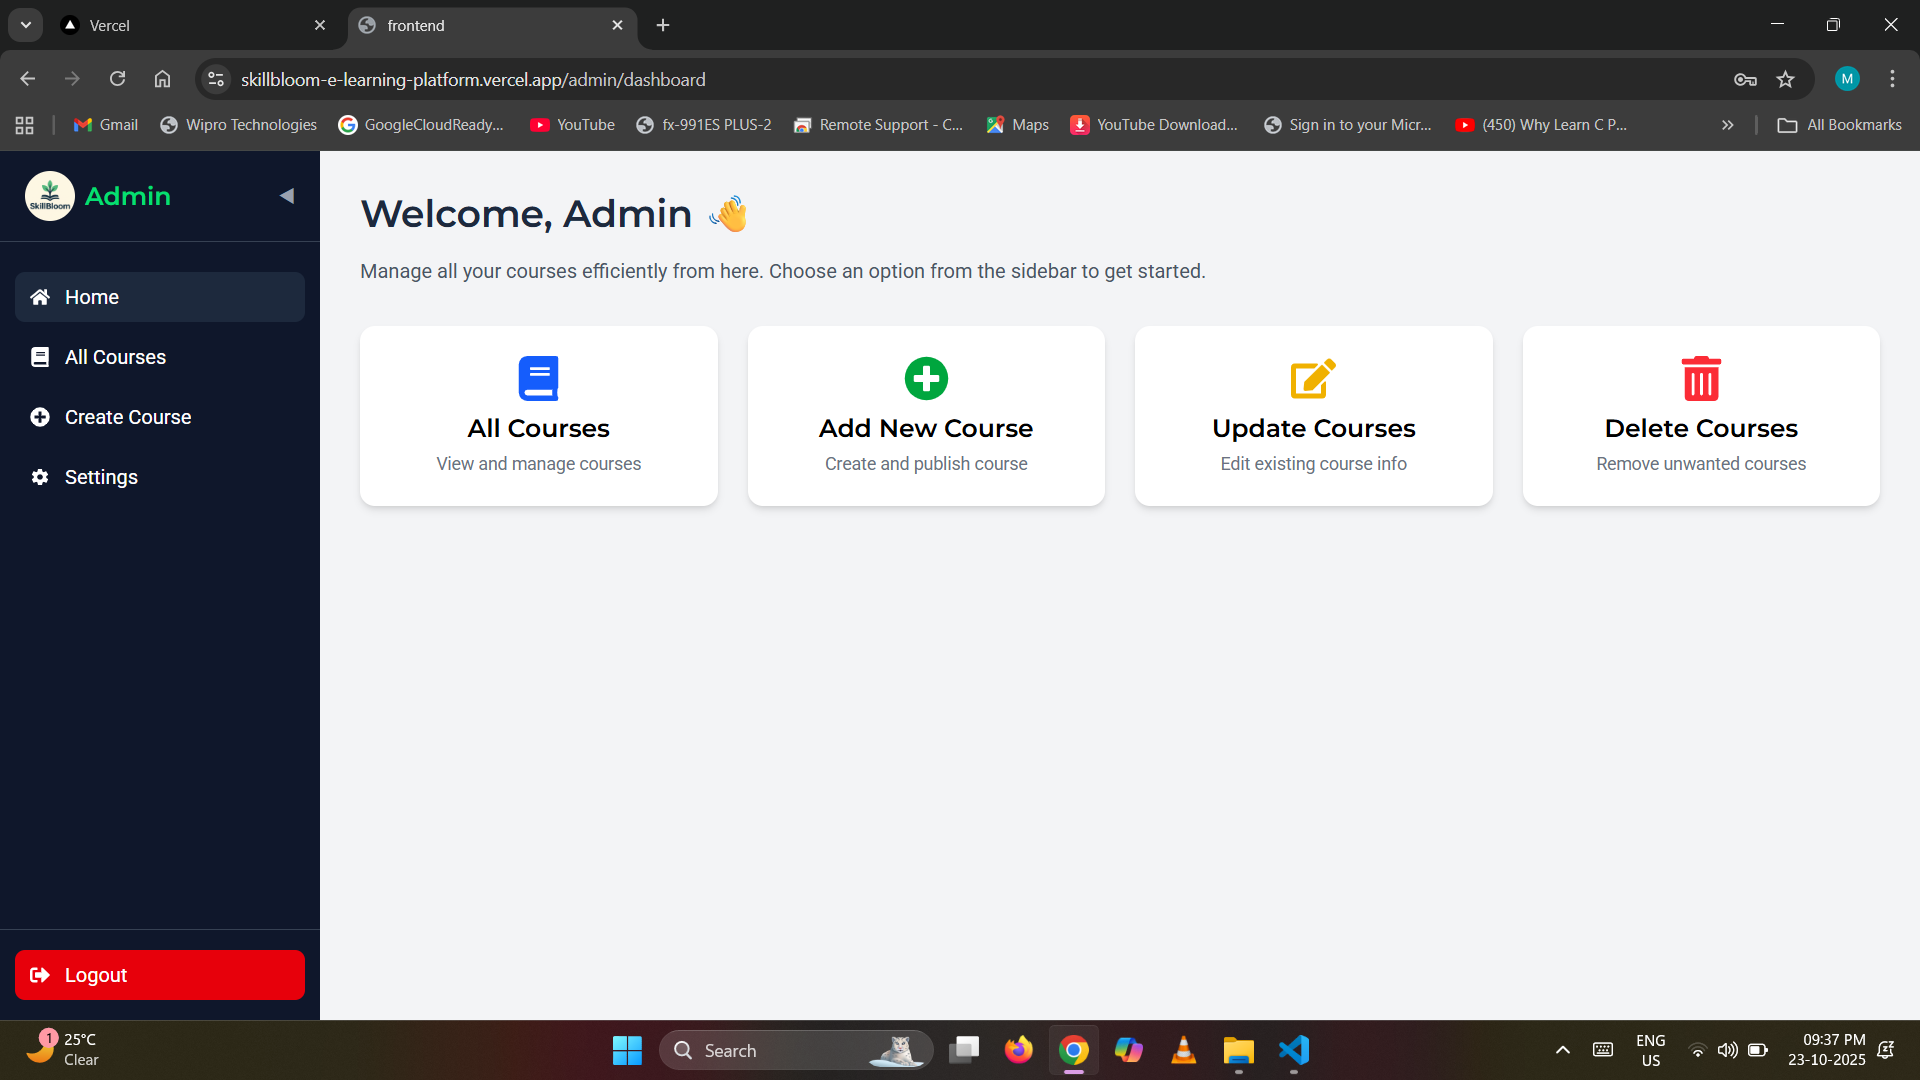 Vercel
frontend
skillbloom-e-learning-platform.vercel.app/admin/dashboard
M
Gmail
Wipro Technologies
GoogleCloudReady...
YouTube
fx-991ES PLUS-2
Remote Support - C...
Maps
YouTube Download...
Sign in to your Micr...
(450) Why Learn C P...
All Bookmarks
SkillBloom
Admin
Home
All Courses
Create Course
Settings
Logout
Welcome, Admin 👋
Manage all your courses efficiently from here. Choose an option from the sidebar to get started.
All Courses
View and manage courses
Add New Course
Create and publish course
Update Courses
Edit existing course info
Delete Courses
Remove unwanted courses
1
25°C
Clear
Search
ENG
US
09:37 PM
23-10-2025